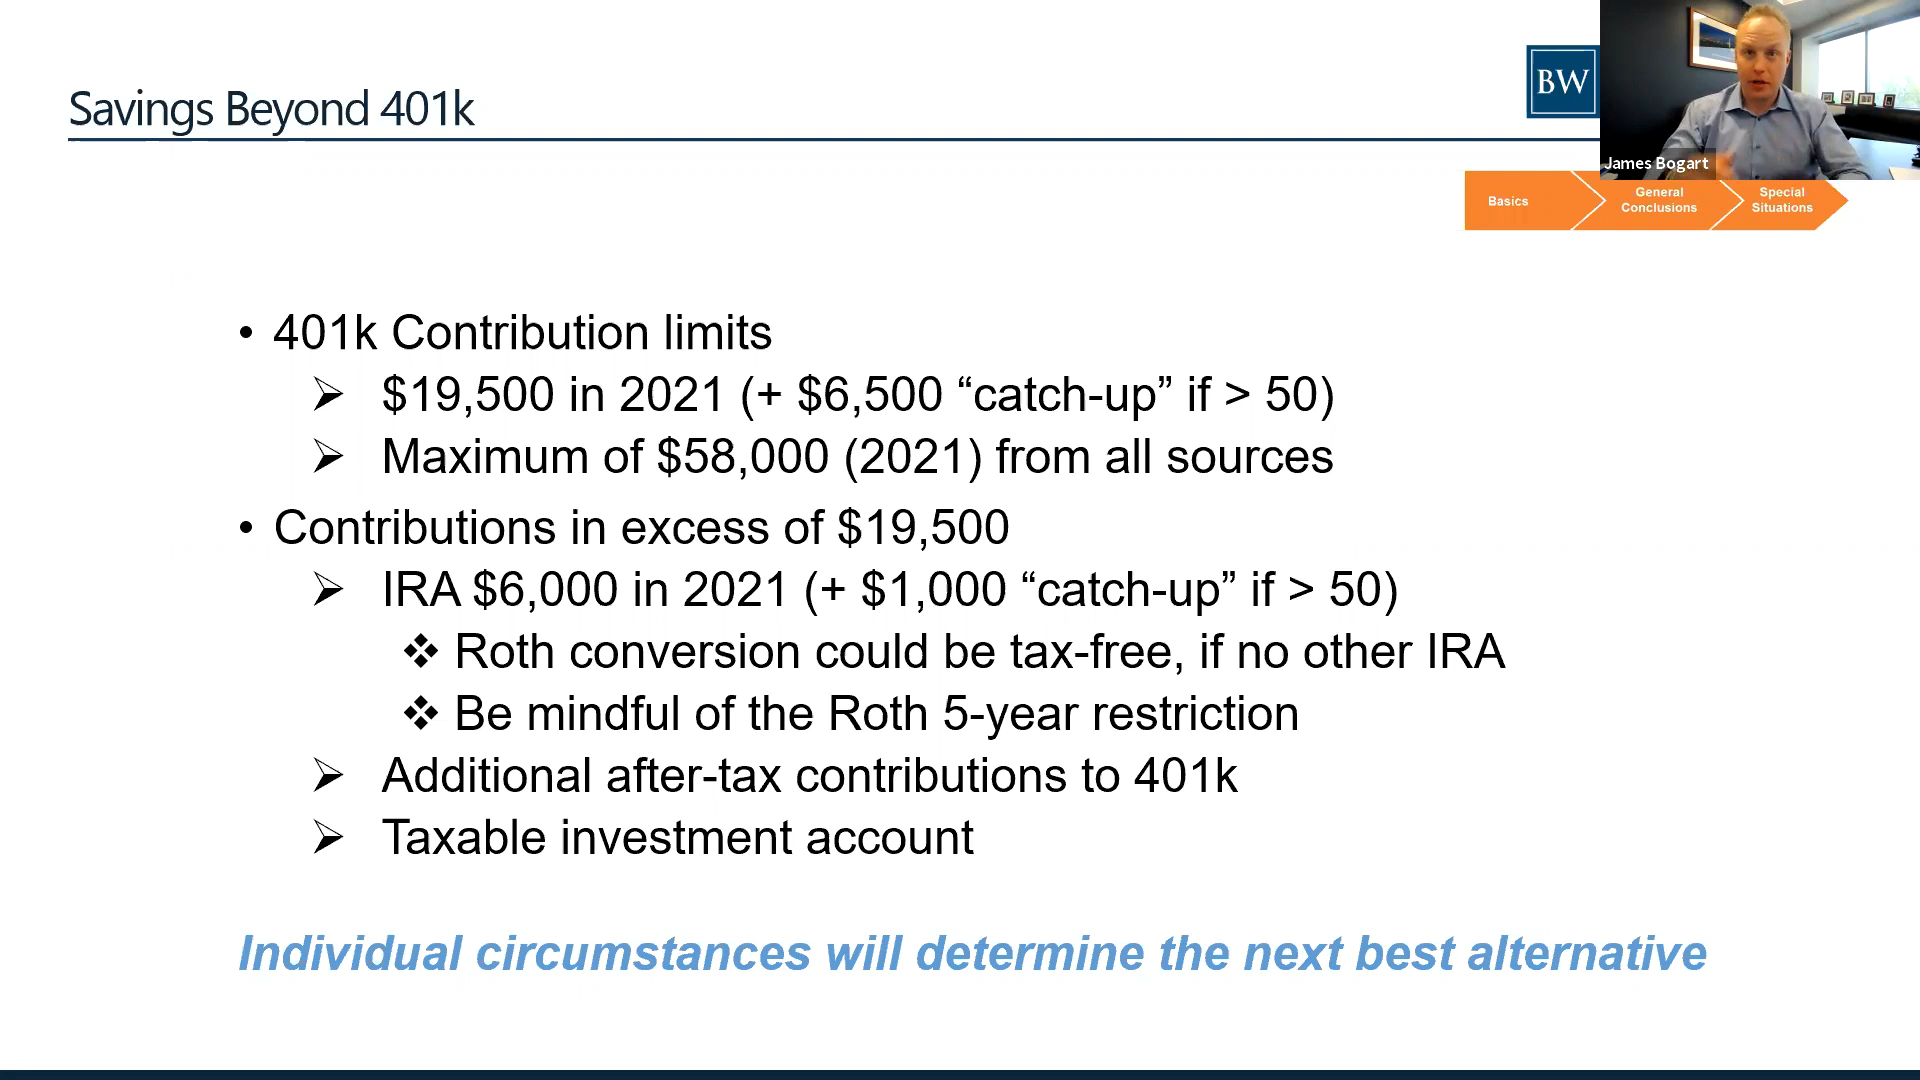 Savings Beyond 401k
BW
James Bogart
Basics
General
Conclusions
Special
Situations
• 401k Contribution limits
➢ $19,500 in 2021 (+ $6,500 “catch-up” if > 50)
➢ Maximum of $58,000 (2021) from all sources
• Contributions in excess of $19,500
➢ IRA $6,000 in 2021 (+ $1,000 “catch-up” if > 50)
❖ Roth conversion could be tax-free, if no other IRA
❖ Be mindful of the Roth 5-year restriction
➢ Additional after-tax contributions to 401k
➢ Taxable investment account
Individual circumstances will determine the next best alternative